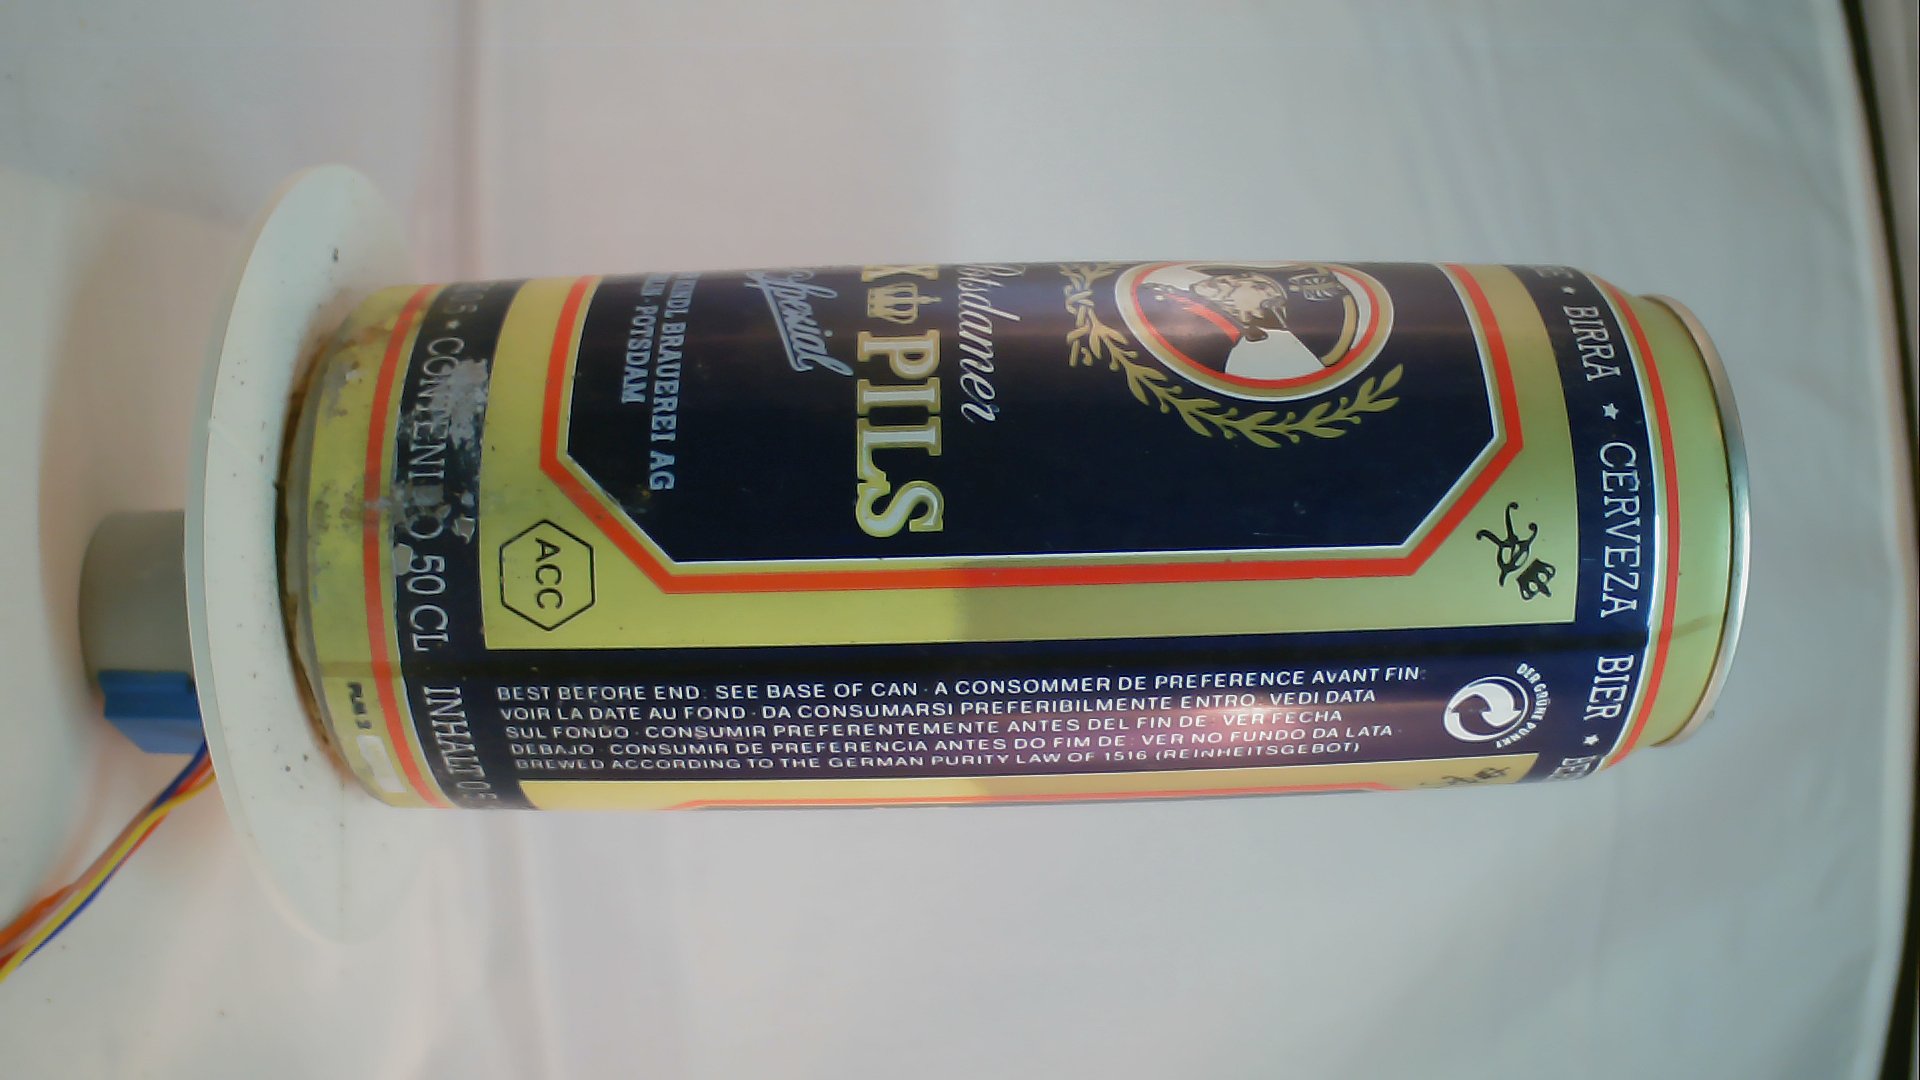 BIRRA ★ CERVEZA
BIER ★
Potsdamer
PILS
Spezial
BRAUEREI AG
POTSDAM
ACC
DER GRÜNE PUNKT
BEST BEFORE END: SEE BASE OF CAN · A CONSOMMER DE PREFERENCE AVANT FIN:
VOIR LA DATE AU FOND · DA CONSUMARSI PREFERIBILMENTE ENTRO: VEDI DATA
SUL FONDO · CONSUMIR PREFERENTEMENTE ANTES DEL FIN DE: VER FECHA
DEBAJO · CONSUMIR DE PREFERENCIA ANTES DO FIM DE: VER NO FUNDO DA LATA ·
BREWED ACCORDING TO THE GERMAN PURITY LAW OF 1516 (REINHEITSGEBOT)
50 CL
INHALT 0,5